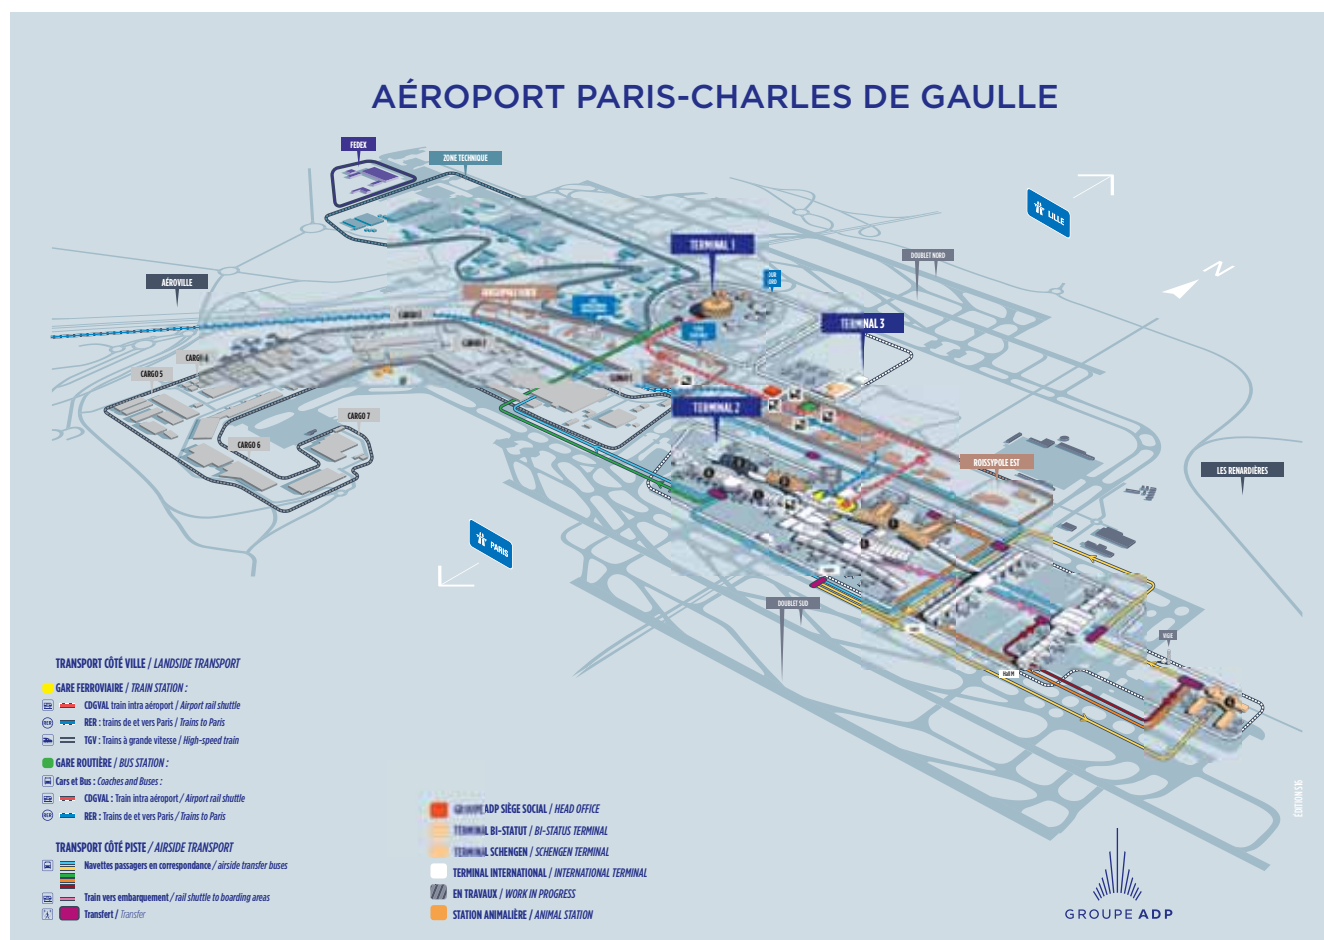 AÉROPORT PARIS-CHARLES DE GAULLE
FEDEX
ZONE TECHNIQUE
LILLE
TERMINAL 1
DOUBLET NORD
AÉROVILLE
TERMINAL 3
CARGO 5
CARGO 7
CARGO 6
TERMINAL 2
ROISSYPOLE EST
LES RENARDIÈRES
PARIS
DOUBLET SUD
VIGIE
Hall M
N
TRANSPORT CÔTÉ VILLE / LANDSIDE TRANSPORT
GARE FERROVIAIRE / TRAIN STATION :
CDGVAL train intra aéroport / Airport rail shuttle
RER RER : trains de et vers Paris / Trains to Paris
TGV : Trains à grande vitesse / High-speed train
GARE ROUTIÈRE / BUS STATION :
Cars et Bus : Coaches and Buses :
CDGVAL : Train intra aéroport / Airport rail shuttle
RER RER : Trains de et vers Paris / Trains to Paris
TRANSPORT CÔTÉ PISTE / AIRSIDE TRANSPORT
Navettes passagers en correspondance / airside transfer buses
Train vers embarquement / rail shuttle to boarding areas
Transfert / Transfer
GROUPE ADP SIÈGE SOCIAL / HEAD OFFICE
TERMINAL BI-STATUT / BI-STATUS TERMINAL
TERMINAL SCHENGEN / SCHENGEN TERMINAL
TERMINAL INTERNATIONAL / INTERNATIONAL TERMINAL
EN TRAVAUX / WORK IN PROGRESS
STATION ANIMALIÈRE / ANIMAL STATION
GROUPE ADP